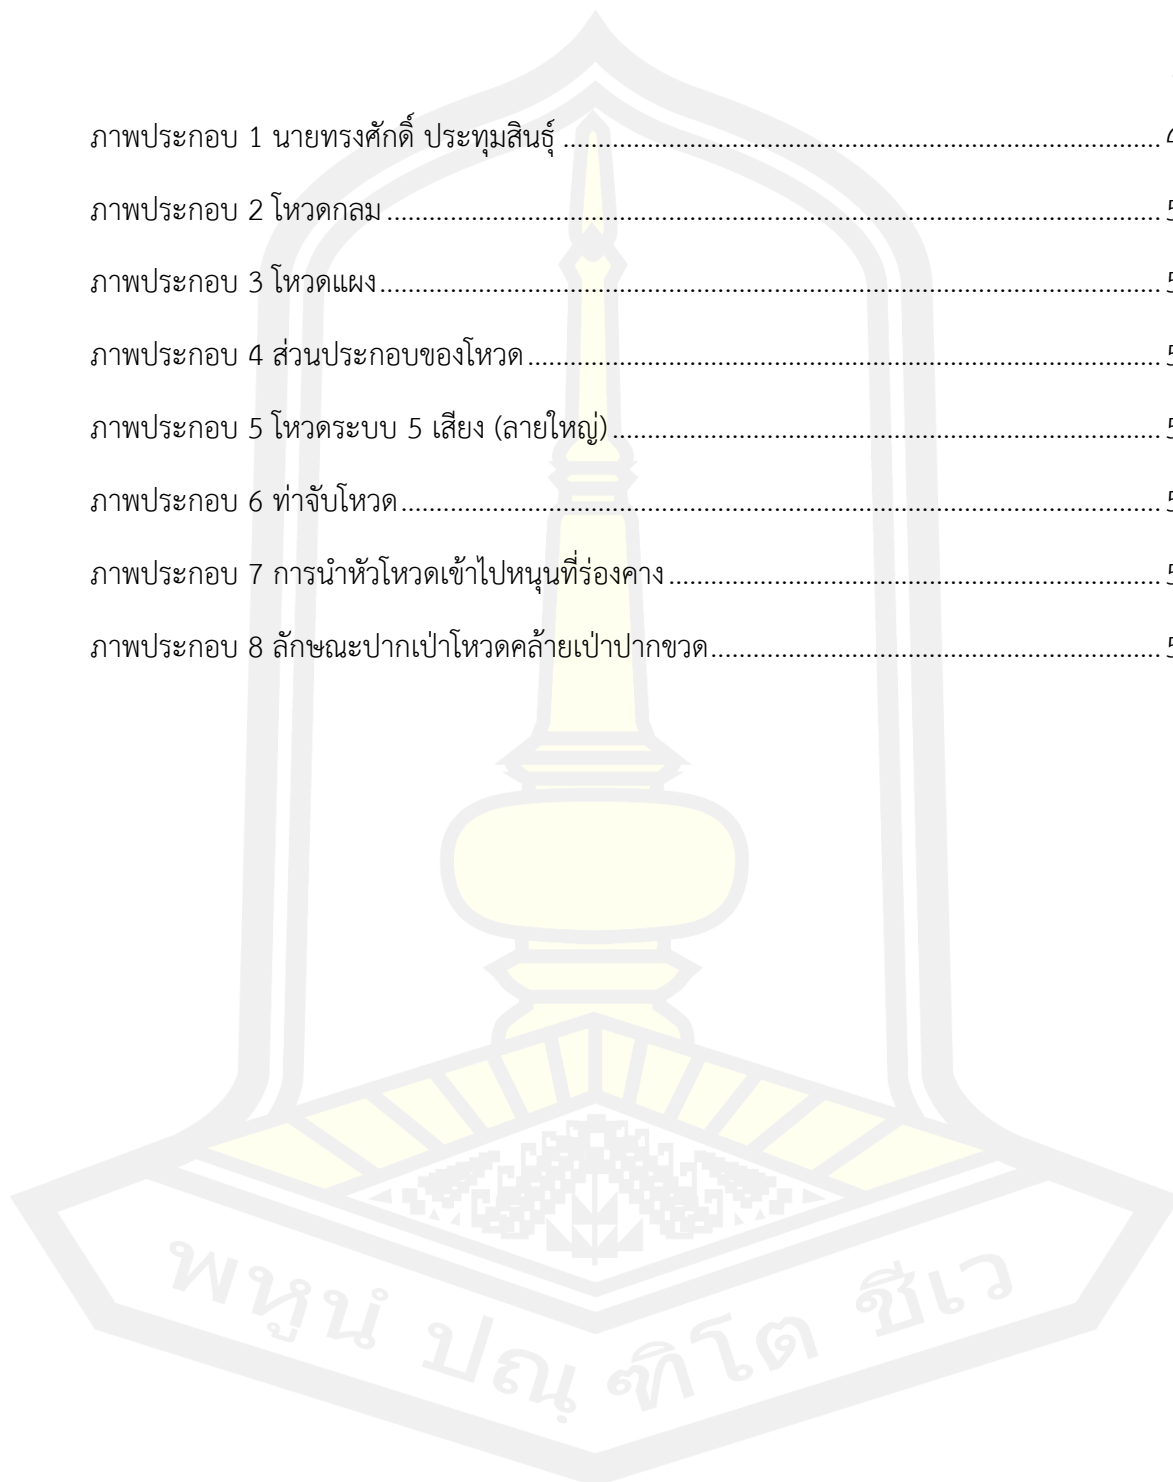 ภาพประกอบ 1 นายทรงศักดิ์ ประทุมสินธุ์ ........................................................................................
ภาพประกอบ 2 โหวดกลม ........................................................................................
ภาพประกอบ 3 โหวดแผง ........................................................................................
ภาพประกอบ 4 ส่วนประกอบของโหวด ........................................................................................
ภาพประกอบ 5 โหวดระบบ 5 เสียง (ลายใหญ่) ........................................................................................
ภาพประกอบ 6 ท่าจับโหวด ........................................................................................
ภาพประกอบ 7 การนำหัวโหวดเข้าไปหนุนที่ร่องคาง ........................................................................................
ภาพประกอบ 8 ลักษณะปากเป่าโหวดคล้ายเป่าปากขวด ........................................................................................
พหูนํ ปณฺฑิโต ชีเว